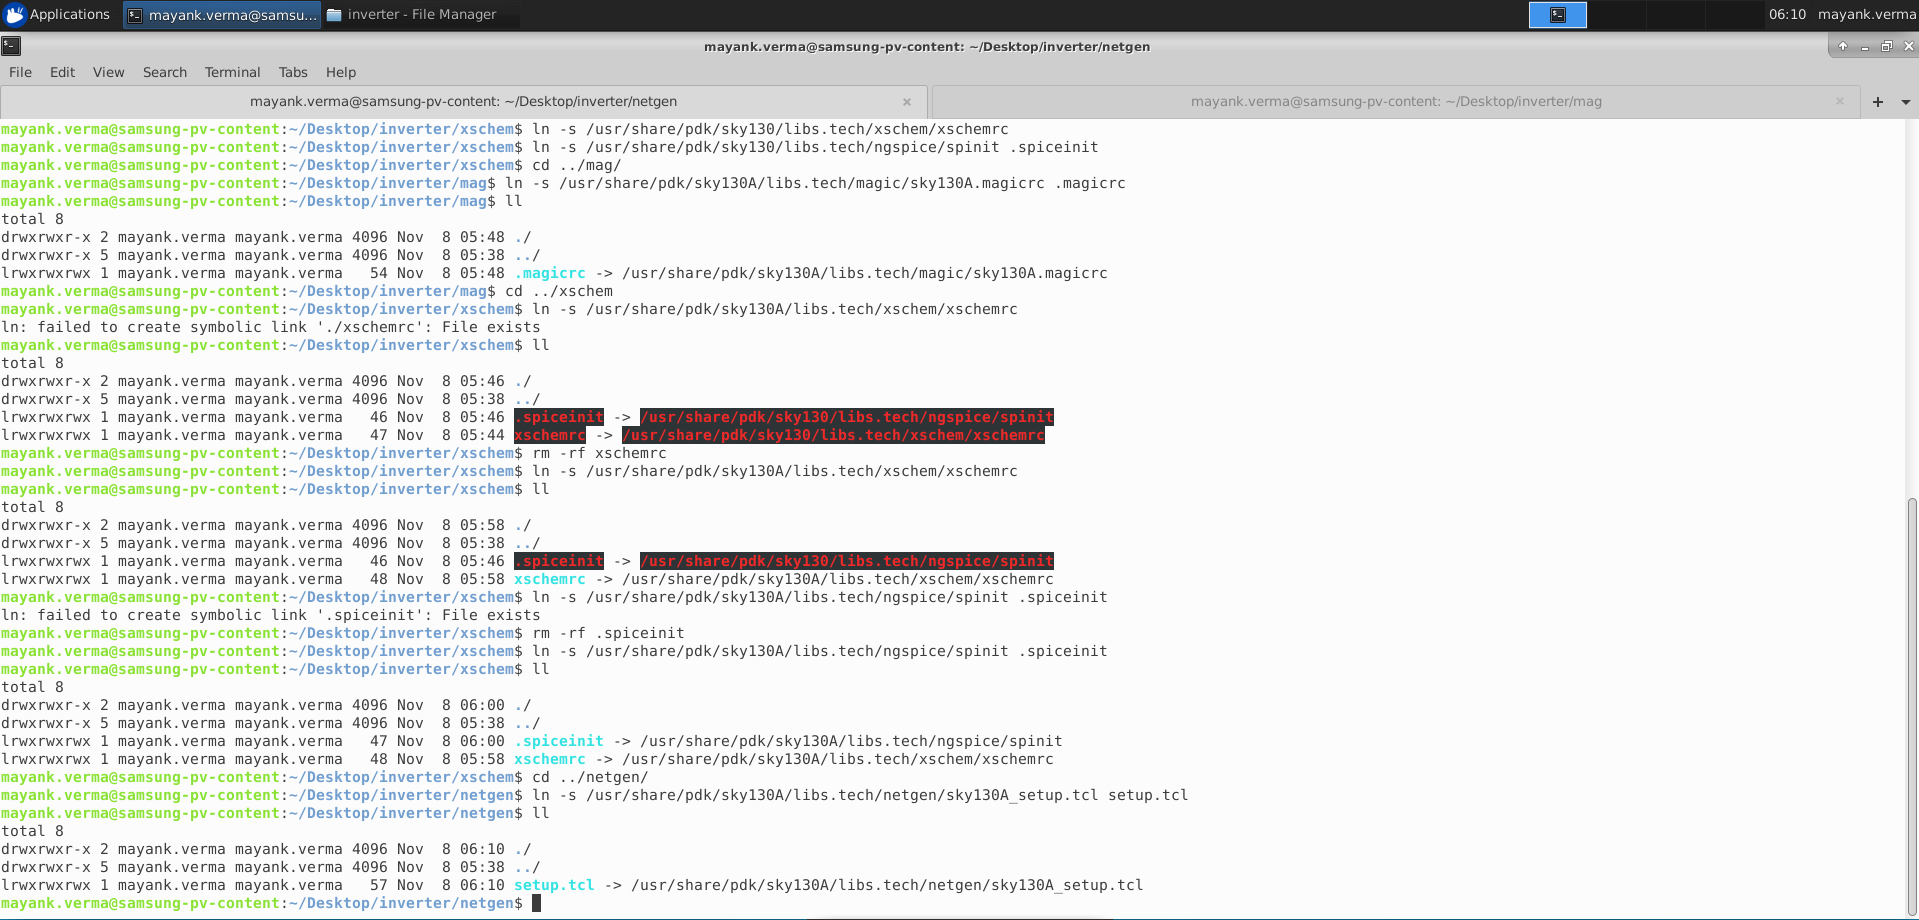 Applications mayank.verma@samsu... inverter - File Manager 06:10 mayank.verma
mayank.verma@samsung-pv-content: ~/Desktop/inverter/netgen
File Edit View Search Terminal Tabs Help
mayank.verma@samsung-pv-content: ~/Desktop/inverter/netgen × mayank.verma@samsung-pv-content: ~/Desktop/inverter/mag ×
mayank.verma@samsung-pv-content:~/Desktop/inverter/xschem$ ln -s /usr/share/pdk/sky130/libs.tech/xschem/xschemrc
mayank.verma@samsung-pv-content:~/Desktop/inverter/xschem$ ln -s /usr/share/pdk/sky130/libs.tech/ngspice/spinit .spiceinit
mayank.verma@samsung-pv-content:~/Desktop/inverter/xschem$ cd ../mag/
mayank.verma@samsung-pv-content:~/Desktop/inverter/mag$ ln -s /usr/share/pdk/sky130A/libs.tech/magic/sky130A.magicrc .magicrc
mayank.verma@samsung-pv-content:~/Desktop/inverter/mag$ ll
total 8
drwxrwxr-x 2 mayank.verma mayank.verma 4096 Nov  8 05:48 ./
drwxrwxr-x 5 mayank.verma mayank.verma 4096 Nov  8 05:38 ../
lrwxrwxrwx 1 mayank.verma mayank.verma   54 Nov  8 05:48 .magicrc -> /usr/share/pdk/sky130A/libs.tech/magic/sky130A.magicrc
mayank.verma@samsung-pv-content:~/Desktop/inverter/mag$ cd ../xschem
mayank.verma@samsung-pv-content:~/Desktop/inverter/xschem$ ln -s /usr/share/pdk/sky130A/libs.tech/xschem/xschemrc
ln: failed to create symbolic link './xschemrc': File exists
mayank.verma@samsung-pv-content:~/Desktop/inverter/xschem$ ll
total 8
drwxrwxr-x 2 mayank.verma mayank.verma 4096 Nov  8 05:46 ./
drwxrwxr-x 5 mayank.verma mayank.verma 4096 Nov  8 05:38 ../
lrwxrwxrwx 1 mayank.verma mayank.verma   46 Nov  8 05:46 .spiceinit -> /usr/share/pdk/sky130/libs.tech/ngspice/spinit
lrwxrwxrwx 1 mayank.verma mayank.verma   47 Nov  8 05:44 xschemrc -> /usr/share/pdk/sky130/libs.tech/xschem/xschemrc
mayank.verma@samsung-pv-content:~/Desktop/inverter/xschem$ rm -rf xschemrc
mayank.verma@samsung-pv-content:~/Desktop/inverter/xschem$ ln -s /usr/share/pdk/sky130A/libs.tech/xschem/xschemrc
mayank.verma@samsung-pv-content:~/Desktop/inverter/xschem$ ll
total 8
drwxrwxr-x 2 mayank.verma mayank.verma 4096 Nov  8 05:58 ./
drwxrwxr-x 5 mayank.verma mayank.verma 4096 Nov  8 05:38 ../
lrwxrwxrwx 1 mayank.verma mayank.verma   46 Nov  8 05:46 .spiceinit -> /usr/share/pdk/sky130/libs.tech/ngspice/spinit
lrwxrwxrwx 1 mayank.verma mayank.verma   48 Nov  8 05:58 xschemrc -> /usr/share/pdk/sky130A/libs.tech/xschem/xschemrc
mayank.verma@samsung-pv-content:~/Desktop/inverter/xschem$ ln -s /usr/share/pdk/sky130A/libs.tech/ngspice/spinit .spiceinit
ln: failed to create symbolic link '.spiceinit': File exists
mayank.verma@samsung-pv-content:~/Desktop/inverter/xschem$ rm -rf .spiceinit
mayank.verma@samsung-pv-content:~/Desktop/inverter/xschem$ ln -s /usr/share/pdk/sky130A/libs.tech/ngspice/spinit .spiceinit
mayank.verma@samsung-pv-content:~/Desktop/inverter/xschem$ ll
total 8
drwxrwxr-x 2 mayank.verma mayank.verma 4096 Nov  8 06:00 ./
drwxrwxr-x 5 mayank.verma mayank.verma 4096 Nov  8 05:38 ../
lrwxrwxrwx 1 mayank.verma mayank.verma   47 Nov  8 06:00 .spiceinit -> /usr/share/pdk/sky130A/libs.tech/ngspice/spinit
lrwxrwxrwx 1 mayank.verma mayank.verma   48 Nov  8 05:58 xschemrc -> /usr/share/pdk/sky130A/libs.tech/xschem/xschemrc
mayank.verma@samsung-pv-content:~/Desktop/inverter/xschem$ cd ../netgen/
mayank.verma@samsung-pv-content:~/Desktop/inverter/netgen$ ln -s /usr/share/pdk/sky130A/libs.tech/netgen/sky130A_setup.tcl setup.tcl
mayank.verma@samsung-pv-content:~/Desktop/inverter/netgen$ ll
total 8
drwxrwxr-x 2 mayank.verma mayank.verma 4096 Nov  8 06:10 ./
drwxrwxr-x 5 mayank.verma mayank.verma 4096 Nov  8 05:38 ../
lrwxrwxrwx 1 mayank.verma mayank.verma   57 Nov  8 06:10 setup.tcl -> /usr/share/pdk/sky130A/libs.tech/netgen/sky130A_setup.tcl
mayank.verma@samsung-pv-content:~/Desktop/inverter/netgen$